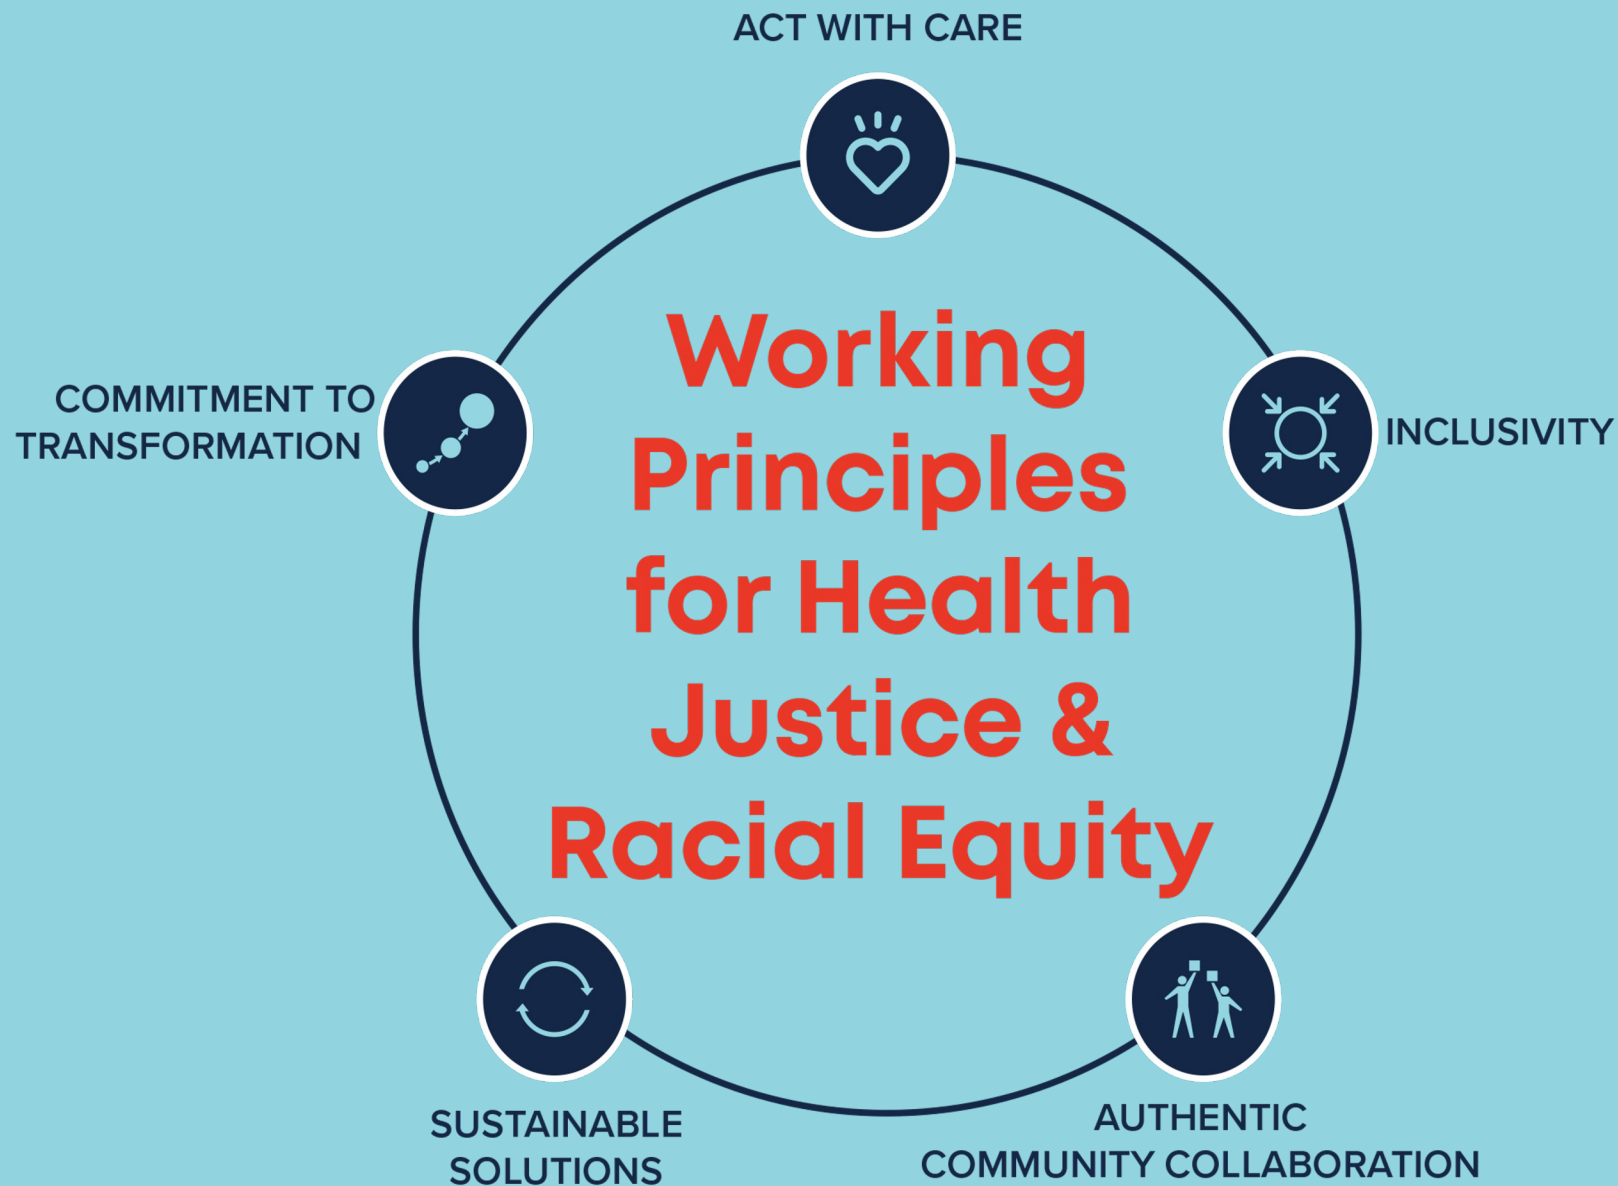 ACT WITH CARE
Working
Principles
for Health
Justice &
Racial Equity
COMMITMENT TO
TRANSFORMATION
INCLUSIVITY
SUSTAINABLE
SOLUTIONS
AUTHENTIC
COMMUNITY COLLABORATION